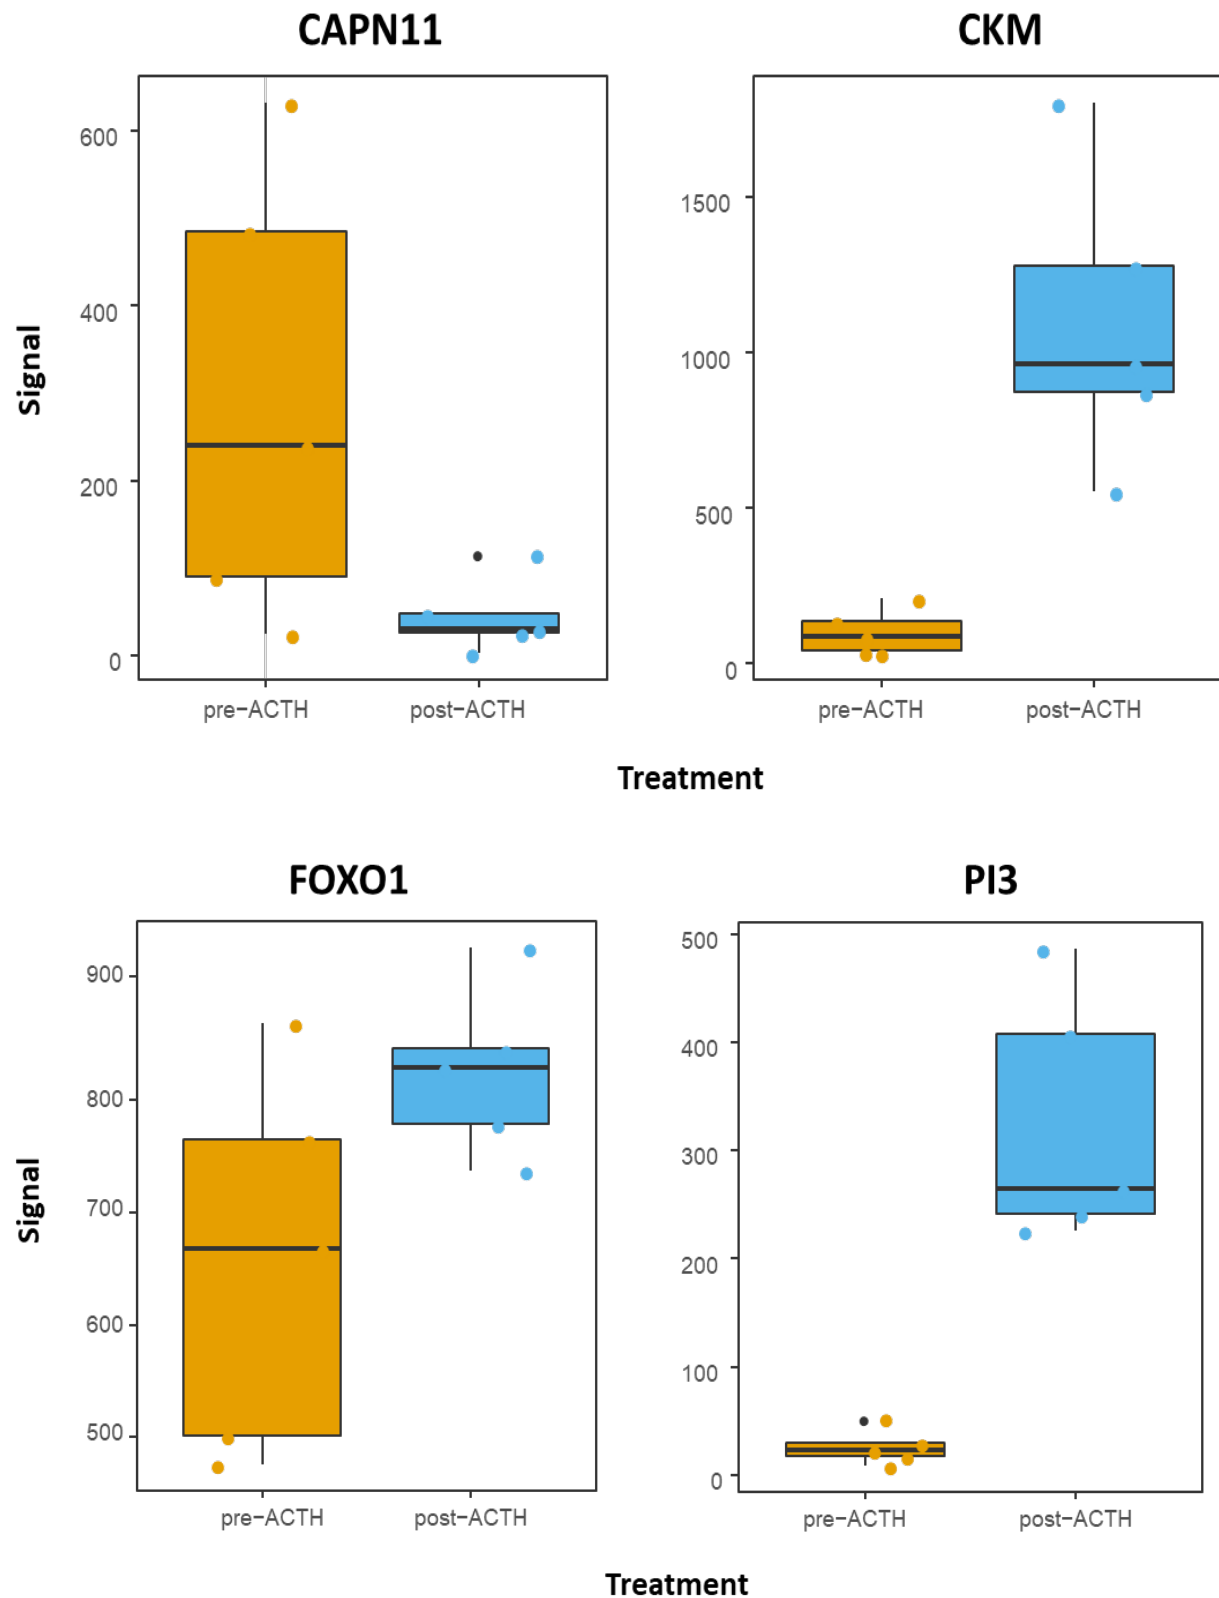 CAPN11
CKM
Signal
600
400
200
0
1500
1000
500
0
pre-ACTH
post-ACTH
pre-ACTH
post-ACTH
Treatment
FOXO1
PI3
Signal
900
800
700
600
500
500
400
300
200
100
0
pre-ACTH
post-ACTH
pre-ACTH
post-ACTH
Treatment